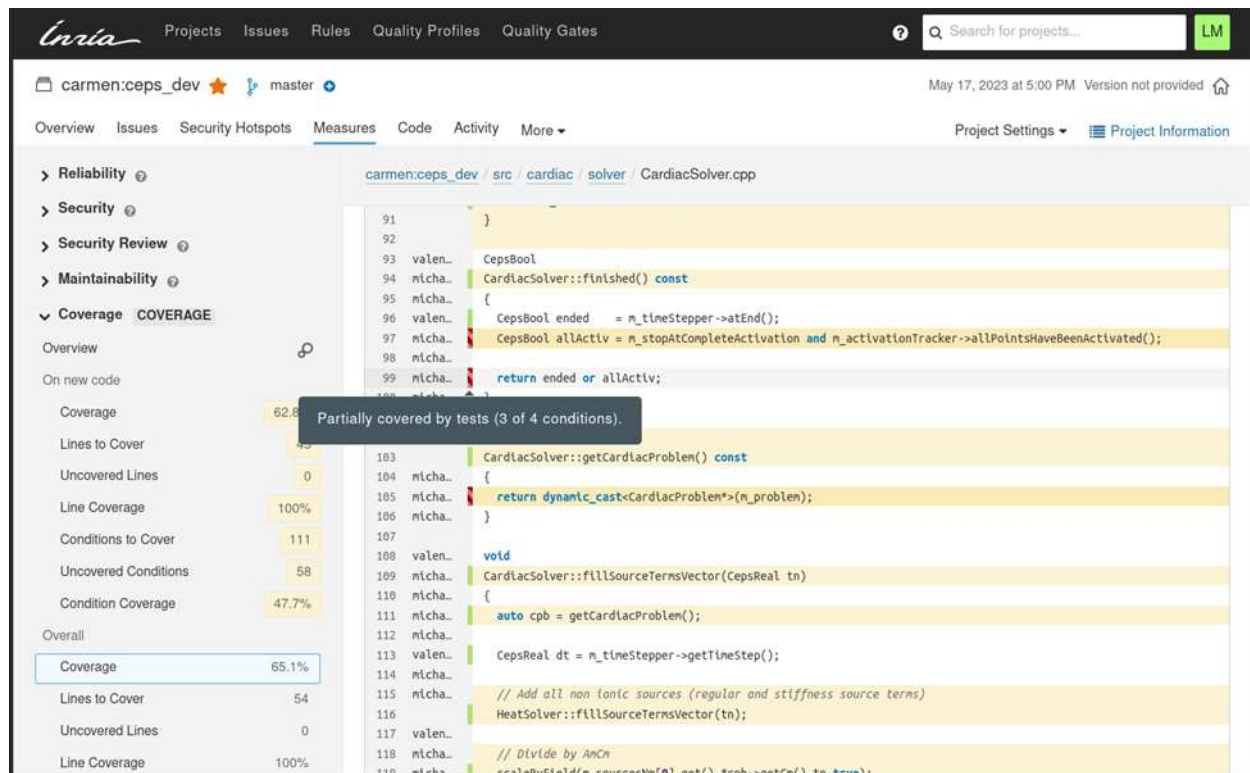 Inria Projects Issues Rules Quality Profiles Quality Gates ? Search for projects... LM
carmen:ceps_dev master May 17, 2023 at 5:00 PM Version not provided
Overview Issues Security Hotspots Measures Code Activity More Project Settings Project Information
carmen:ceps_dev / src / cardiac / solver / CardiacSolver.cpp
Reliability ?
Security ?
Security Review ?
Maintainability ?
Coverage COVERAGE
Overview
On new code
Coverage 62.8
Lines to Cover
Uncovered Lines 0
Line Coverage 100%
Conditions to Cover 111
Uncovered Conditions 58
Condition Coverage 47.7%
Overall
Coverage 65.1%
Lines to Cover 54
Uncovered Lines 0
Line Coverage 100%
91 }
92
93 valen… CepsBool
94 micha… CardiacSolver::finished() const
95 micha… {
96 valen… CepsBool ended = m_timeStepper->atEnd();
97 micha… CepsBool allActiv = m_stopAtCompleteActivation and m_activationTracker->allPointsHaveBeenActivated();
98 micha…
99 micha… return ended or allActiv;
Partially covered by tests (3 of 4 conditions).
103 CardiacSolver::getCardiacProblem() const
104 micha… {
105 micha… return dynamic_cast<CardiacProblem*>(m_problem);
106 micha… }
107
108 valen… void
109 micha… CardiacSolver::fillSourceTermsVector(CepsReal tn)
110 micha… {
111 micha… auto cpb = getCardiacProblem();
112 micha…
113 valen… CepsReal dt = m_timeStepper->getTimeStep();
114 micha…
115 micha… // Add all non ionic sources (regular and stiffness source terms)
116 HeatSolver::fillSourceTermsVector(tn);
117 valen…
118 micha… // Divide by AmCm